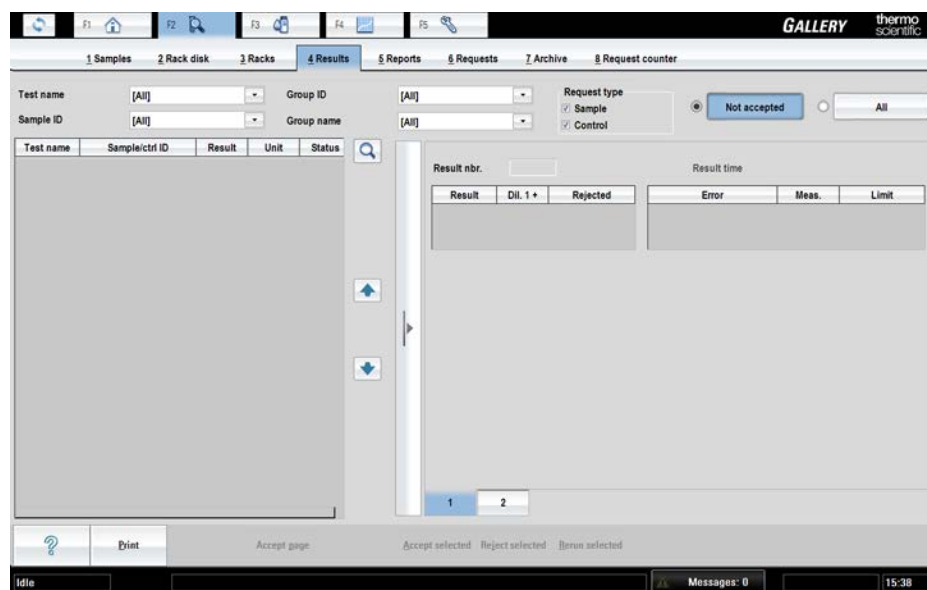 F1 F2 F3 F4 F5 GALLERY thermo scientific
1 Samples 2 Rack disk 3 Racks 4 Results 5 Reports 6 Requests 7 Archive 8 Request counter
Test name [All] Group ID [All] Request type
Sample Not accepted All
Sample ID [All] Group name [All] Control
Test name Sample/ctrl ID Result Unit Status
Result nbr. Result time
Result Dil. 1 + Rejected Error Meas. Limit
1 2
Print Accept page Accept selected Reject selected Rerun selected
Idle Messages: 0 15:38